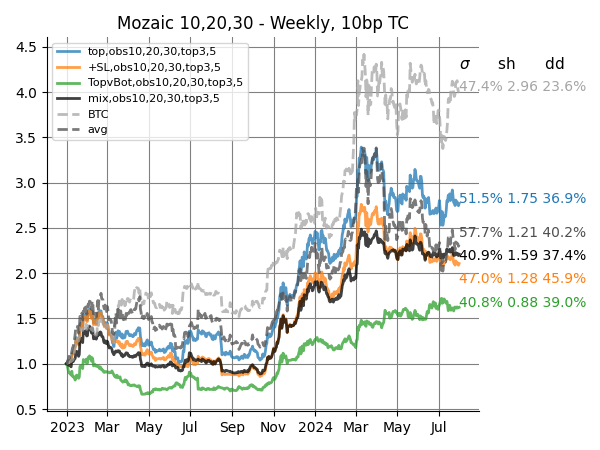 Mozaic 10,20,30 - Weekly, 10bp TC
top,obs10,20,30,top3,5
+SL,obs10,20,30,top3,5
TopvBot,obs10,20,30,top3,5
mix,obs10,20,30,top3,5
BTC
avg
σ sh dd
47.4% 2.96 23.6%
51.5% 1.75 36.9%
57.7% 1.21 40.2%
40.9% 1.59 37.4%
47.0% 1.28 45.9%
40.8% 0.88 39.0%
4.5
4.0
3.5
3.0
2.5
2.0
1.5
1.0
0.5
2023 Mar May Jul Sep Nov 2024 Mar May Jul